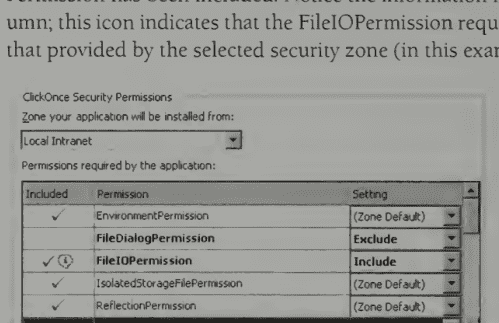 umn; this icon indicates that the FileIOPermission requ
that provided by the selected security zone (in this exar
ClickOnce Security Permissions
Zone your application will be installed from:
Local Intranet
Permissions required by the application:
Included Permission Setting
EnvironmentPermission (Zone Default)
FileDialogPermission Exclude
FileIOPermission Include
IsolatedStorageFilePermission (Zone Default)
ReflectionPermission (Zone Default)